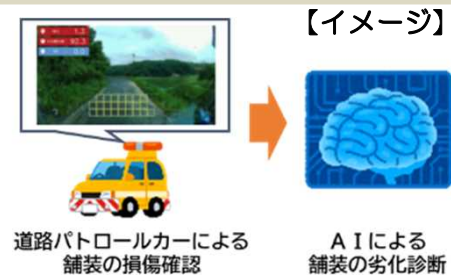 【イメージ】
道路パトロールカーによる
舗装の損傷確認
ＡＩによる
舗装の劣化診断